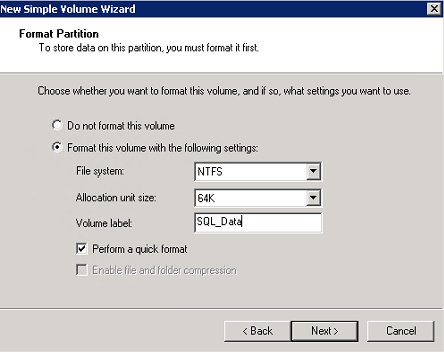 New Simple Volume Wizard
Format Partition
To store data on this partition, you must format it first.
Choose whether you want to format this volume, and if so, what settings you want to use.
Do not format this volume
Format this volume with the following settings:
File system: NTFS
Allocation unit size: 64K
Volume label: SQL_Data
Perform a quick format
Enable file and folder compression
< Back Next > Cancel